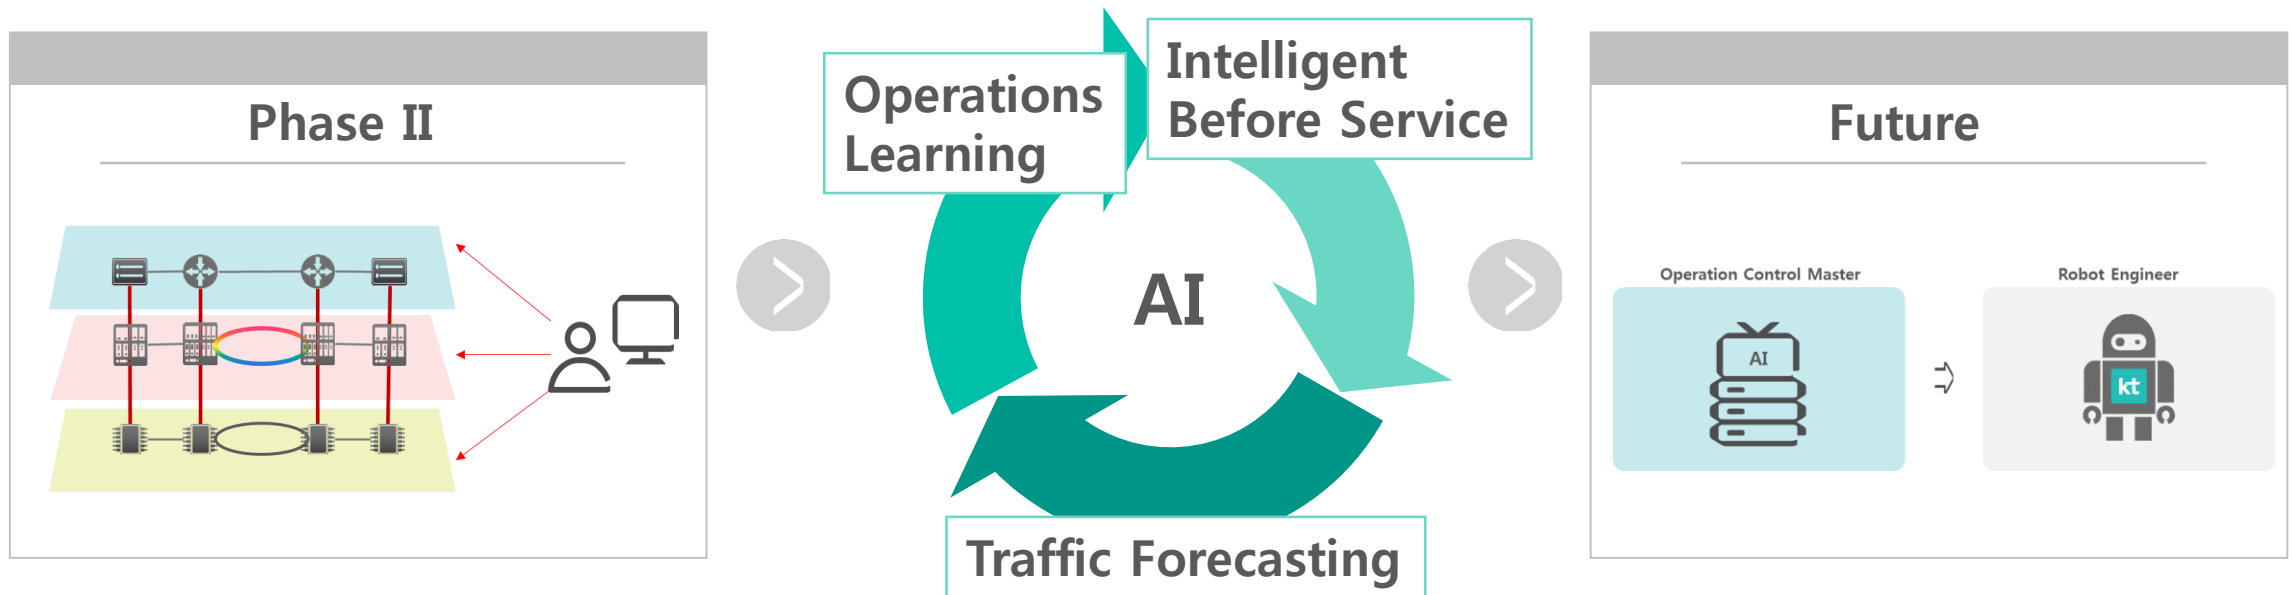 Phase II
Operations
Learning
Intelligent
Before Service
AI
Traffic Forecasting
Future
Operation Control Master
AI
Robot Engineer
kt